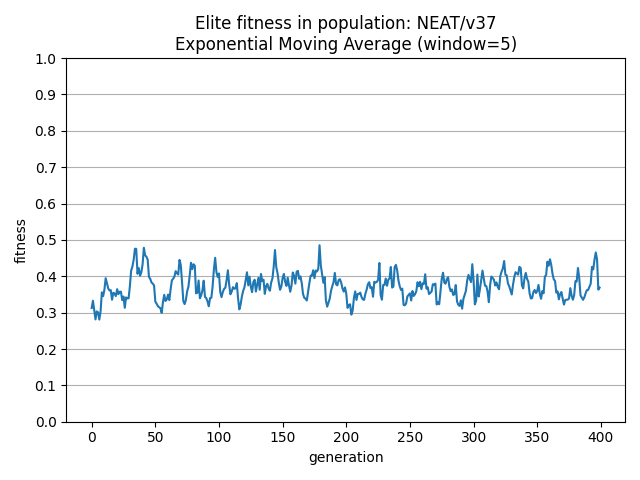 Elite fitness in population: NEAT/v37
Exponential Moving Average (window=5)
1.0
0.9
0.8
0.7
0.6
0.5
0.4
0.3
0.2
0.1
0.0
fitness
0 50 100 150 200 250 300 350 400
generation